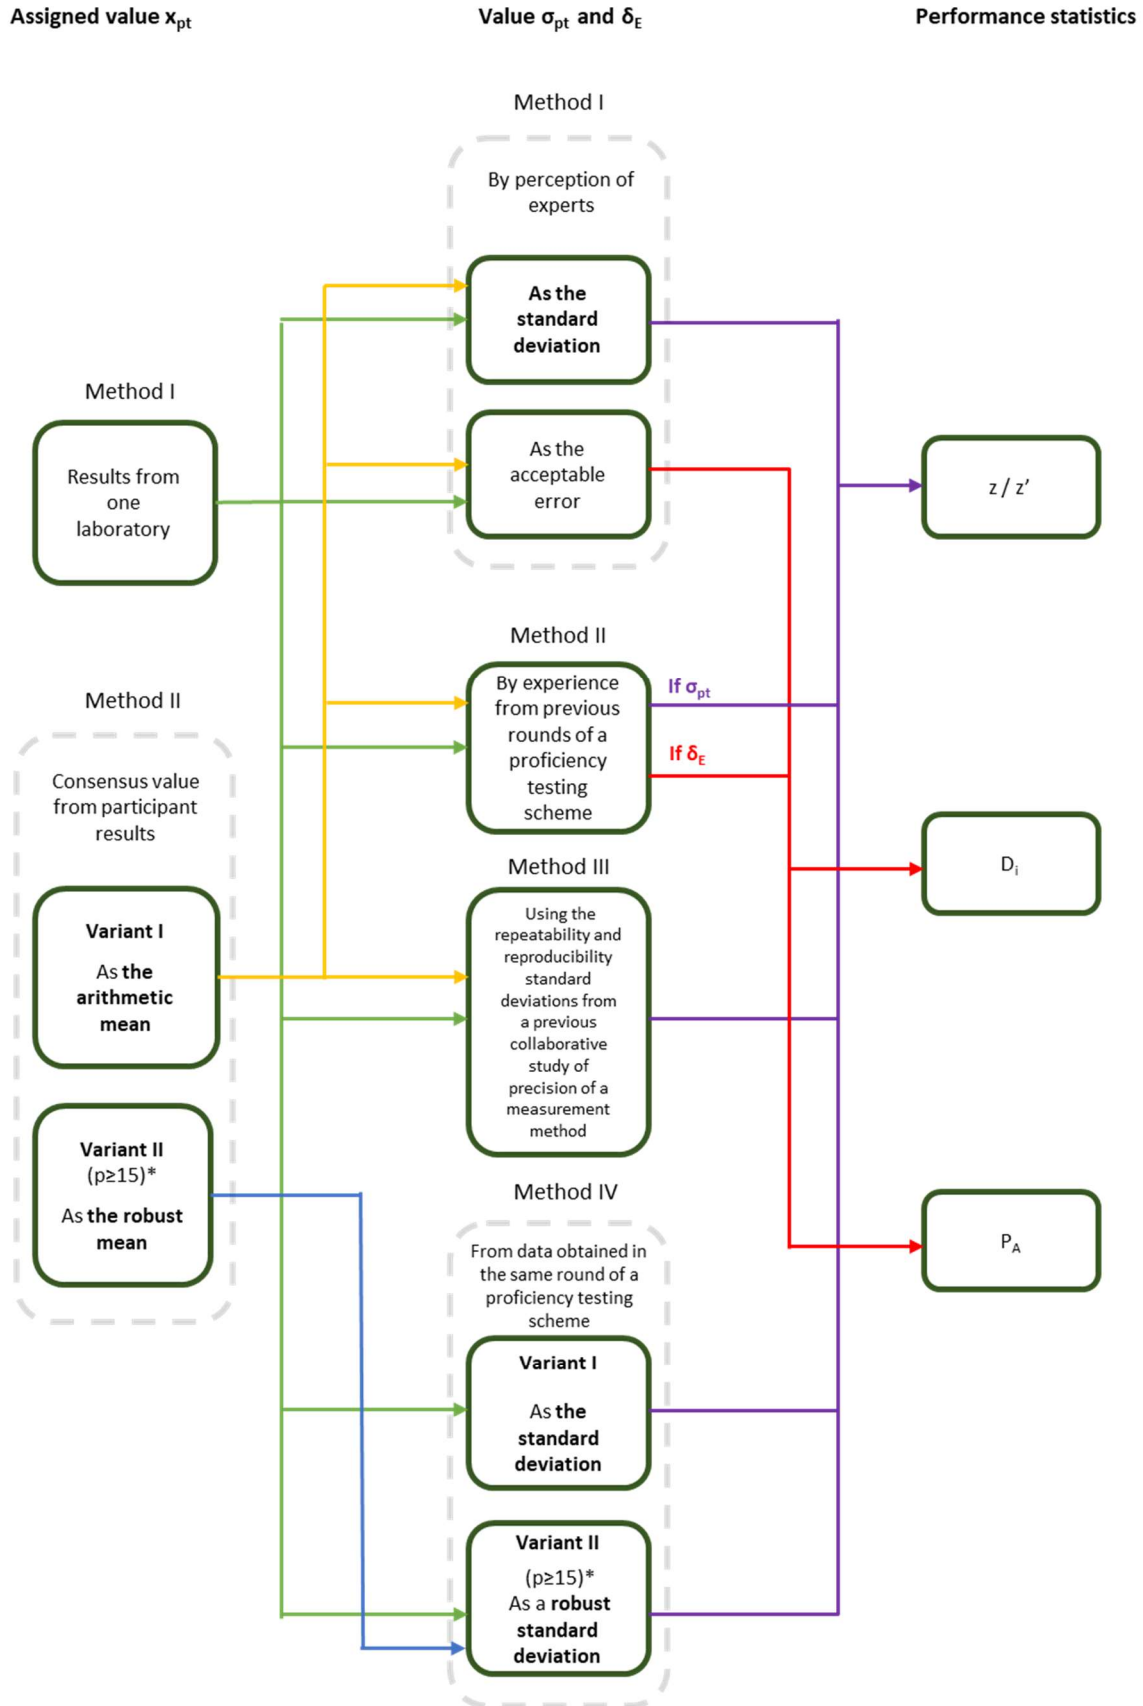 Assigned value xpt
Value σpt and δE
Performance statistics
Method I
By perception of
experts
As the
standard
deviation
As the
acceptable
error
Method I
Results from
one
laboratory
z / z’
Method II
By experience
from previous
rounds of a
proficiency
testing
scheme
If σpt
If δE
Method II
Consensus value
from participant
results
Variant I
As the
arithmetic
mean
Variant II
(p≥15)*
As the robust
mean
Di
Method III
Using the
repeatability and
reproducibility
standard
deviations from
a previous
collaborative
study of
precision of a
measurement
method
PA
Method IV
From data obtained in
the same round of a
proficiency testing
scheme
Variant I
As the
standard
deviation
Variant II
(p≥15)*
As a robust
standard
deviation